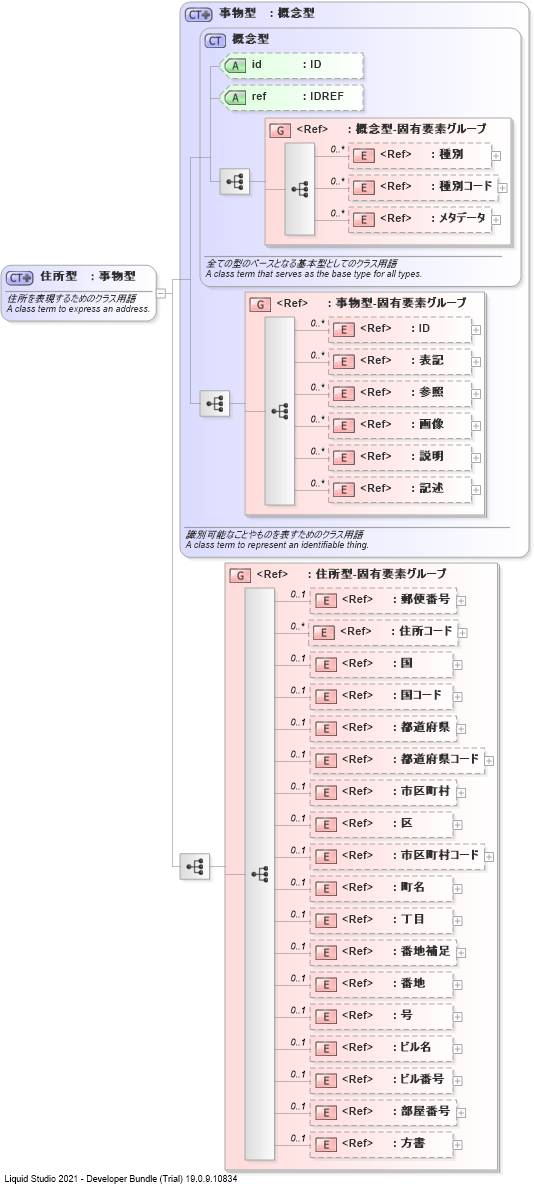 CT 事物型 : 概念型
CT 概念型
A id : ID
A ref : IDREF
G <Ref> : 概念型-固有要素グループ
0..* E <Ref> : 種別
0..* E <Ref> : 種別コード
0..* E <Ref> : メタデータ
全ての型のベースとなる基本型としてのクラス用語
A class term that serves as the base type for all types.
CT 住所型 : 事物型
住所を表現するためのクラス用語
A class term to express an address.
G <Ref> : 事物型-固有要素グループ
0..* E <Ref> : ID
0..* E <Ref> : 表記
0..* E <Ref> : 参照
0..* E <Ref> : 画像
0..* E <Ref> : 説明
0..* E <Ref> : 記述
識別可能なことやものを表すためのクラス用語
A class term to represent an identifiable thing.
G <Ref> : 住所型-固有要素グループ
0..1 E <Ref> : 郵便番号
0..* E <Ref> : 住所コード
0..1 E <Ref> : 国
0..1 E <Ref> : 国コード
0..1 E <Ref> : 都道府県
0..1 E <Ref> : 都道府県コード
0..1 E <Ref> : 市区町村
0..1 E <Ref> : 区
0..1 E <Ref> : 市区町村コード
0..1 E <Ref> : 町名
0..1 E <Ref> : 丁目
0..1 E <Ref> : 番地補足
0..1 E <Ref> : 番地
0..1 E <Ref> : 号
0..1 E <Ref> : ビル名
0..1 E <Ref> : ビル番号
0..1 E <Ref> : 部屋番号
0..1 E <Ref> : 方書
Liquid Studio 2021 - Developer Bundle (Trial) 19.0.9.10834